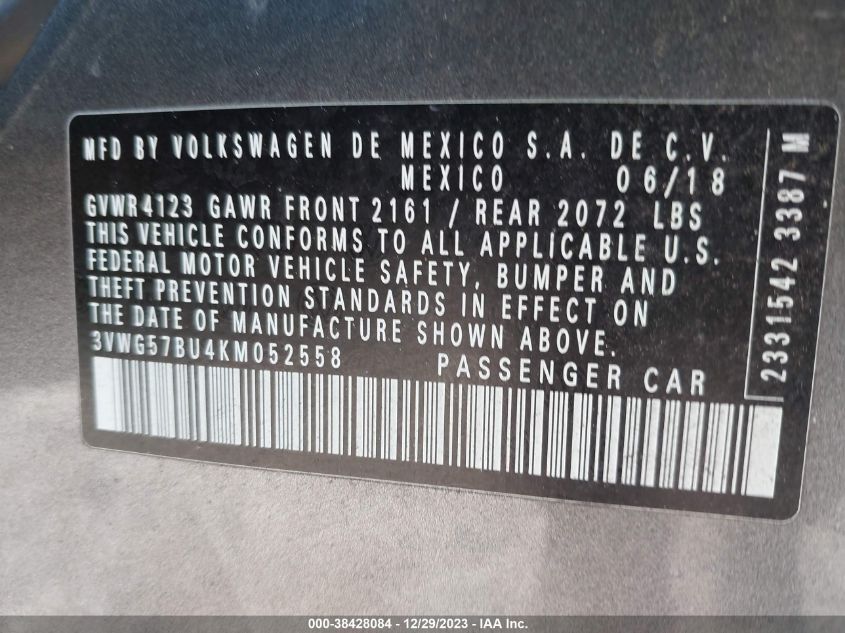 MFD BY VOLKSWAGEN DE MEXICO S.A. DE C.V.
MEXICO 06/18
GVWR4123 GAWR FRONT 2161 / REAR 2072 LBS
THIS VEHICLE CONFORMS TO ALL APPLICABLE U.S.
FEDERAL MOTOR VEHICLE SAFETY, BUMPER AND
THEFT PREVENTION STANDARDS IN EFFECT ON
THE DATE OF MANUFACTURE SHOWN ABOVE.
3VWG57BU4KM052558 PASSENGER CAR
2331542 3387 M
000-38428084 - 12/29/2023 - IAA Inc.